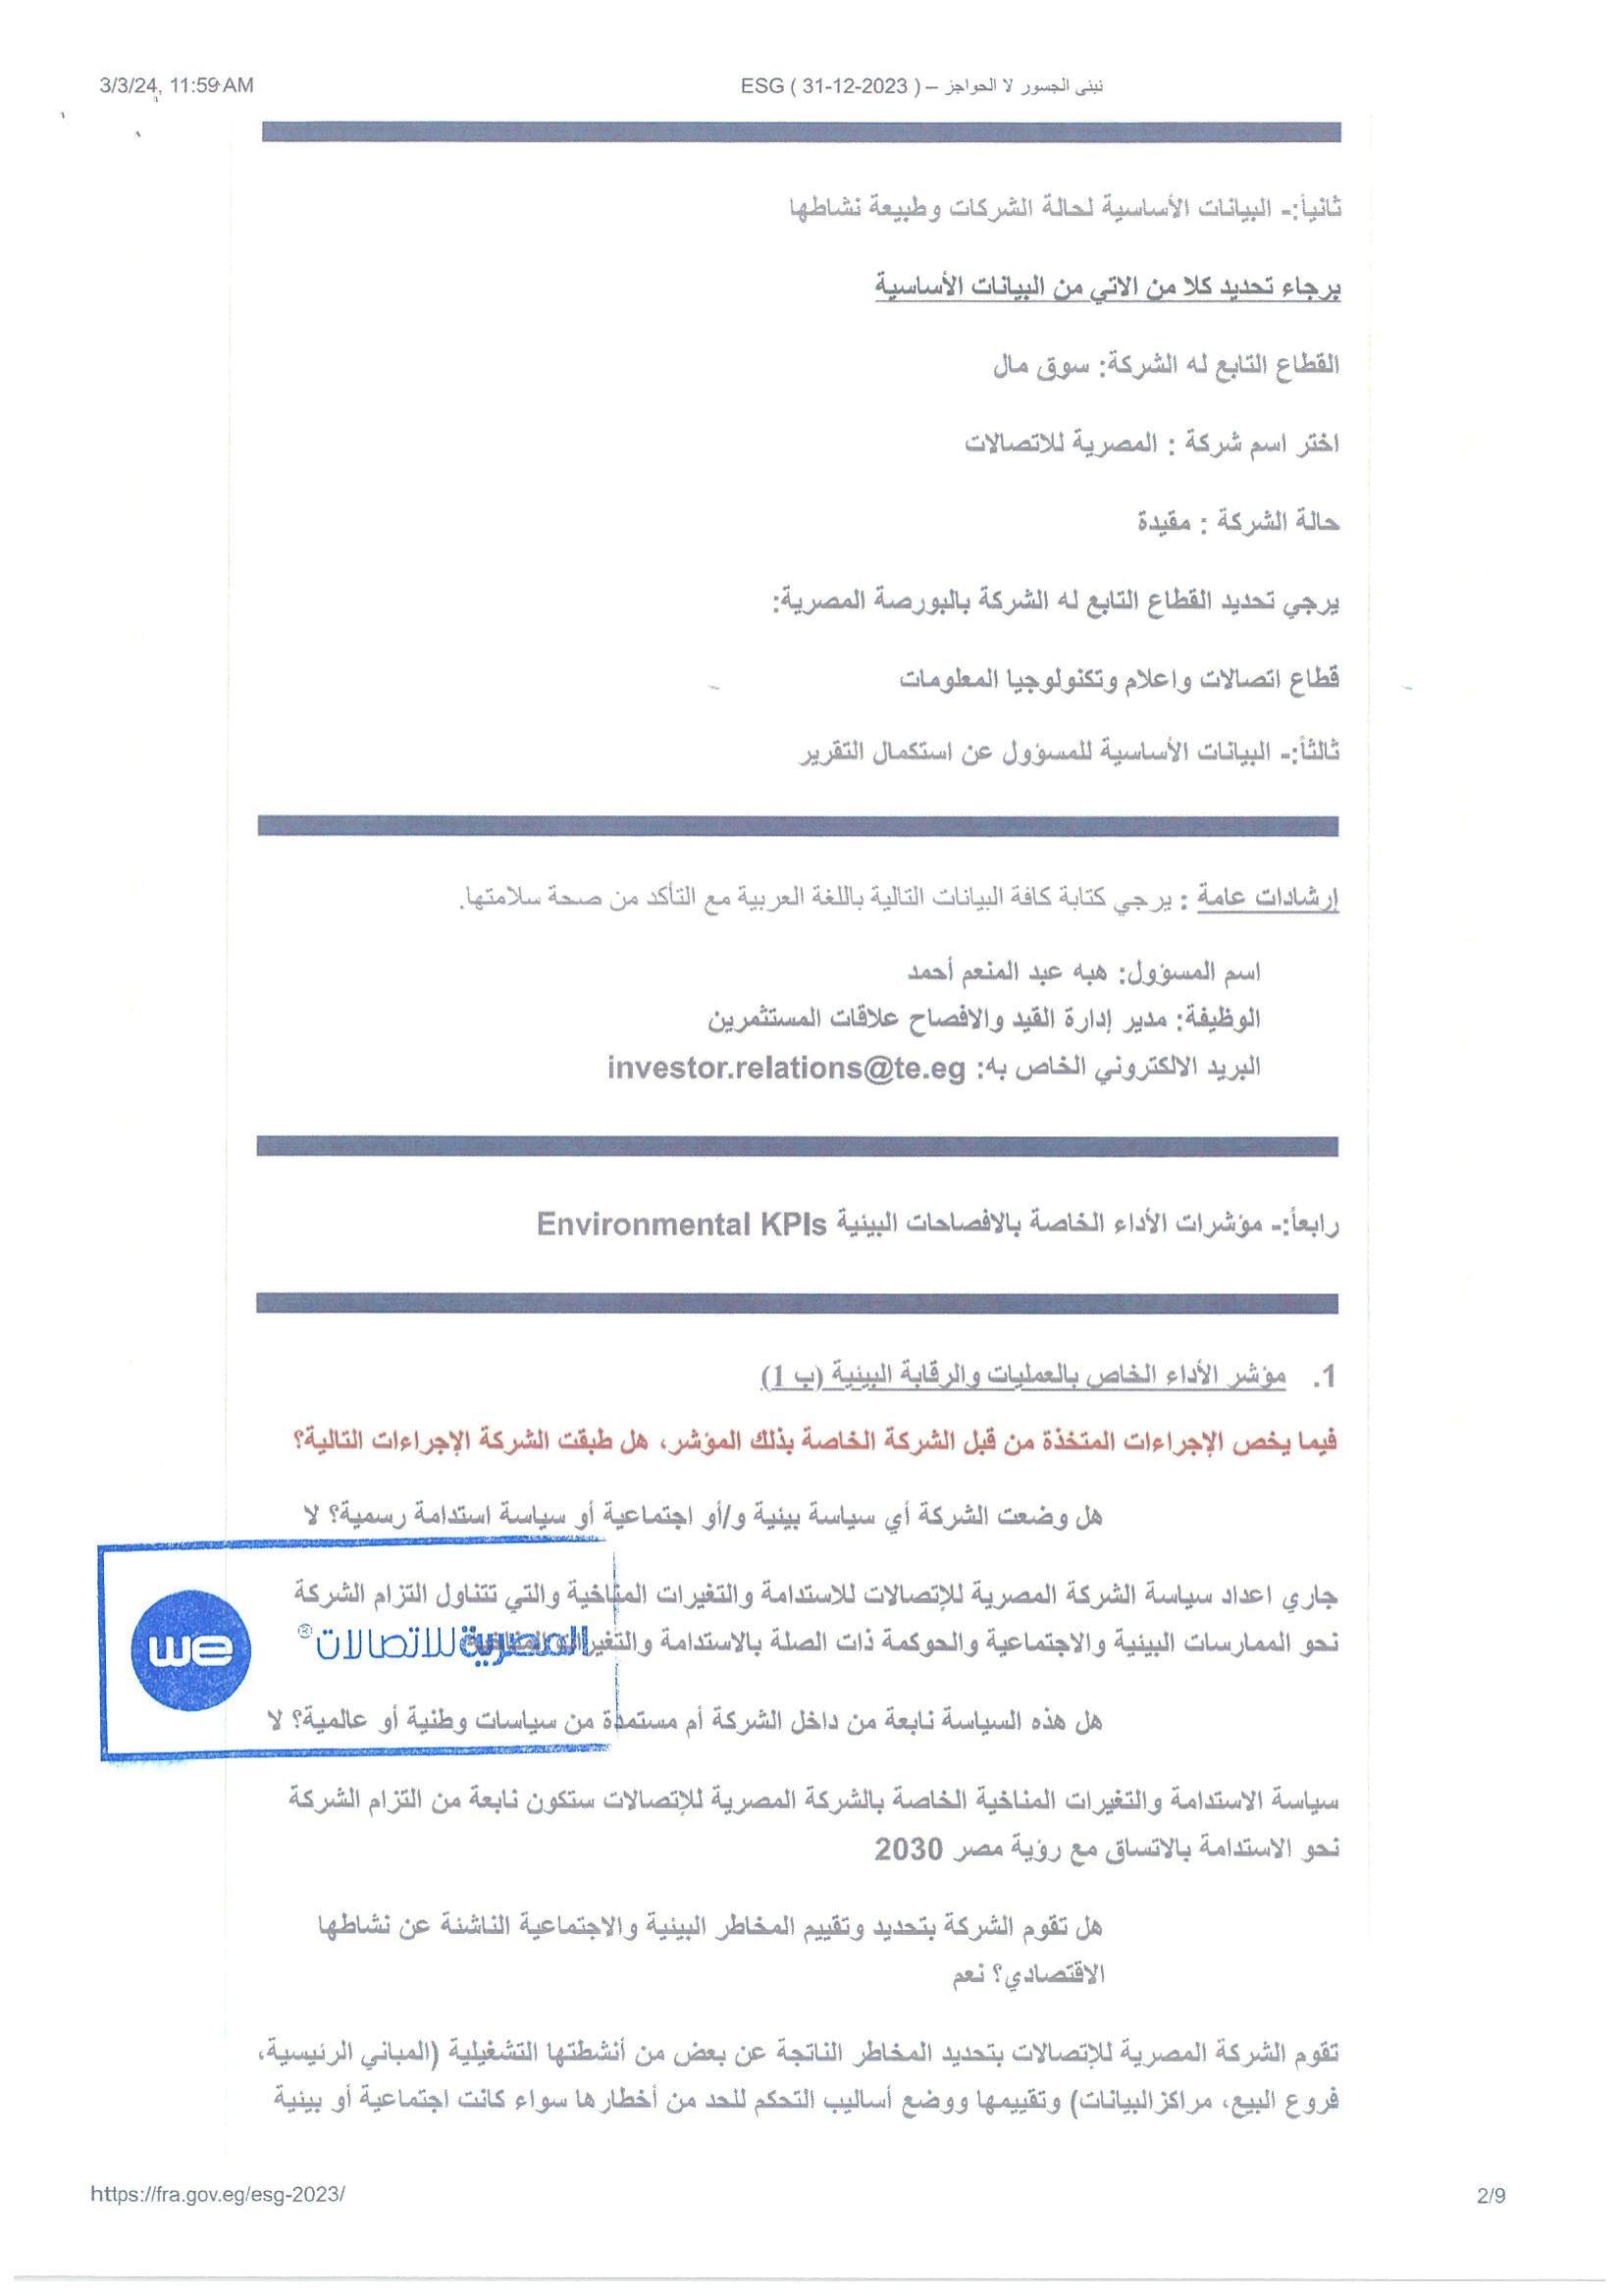 3/3/24, 11:59 AM
نبنى الجسور لا الحواجز – ESG ( 31-12-2023 )
ثانياً:- البيانات الأساسية لحالة الشركات وطبيعة نشاطها
برجاء تحديد كلا من الاتي من البيانات الأساسية
القطاع التابع له الشركة: سوق مال
اختر اسم شركة : المصرية للاتصالات
حالة الشركة : مقيدة
يرجي تحديد القطاع التابع له الشركة بالبورصة المصرية:
قطاع اتصالات واعلام وتكنولوجيا المعلومات
ثالثاً:- البيانات الأساسية للمسؤول عن استكمال التقرير
إرشادات عامة : يرجي كتابة كافة البيانات التالية باللغة العربية مع التأكد من صحة سلامتها.
اسم المسؤول: هبه عبد المنعم أحمد
الوظيفة: مدير إدارة القيد والافصاح علاقات المستثمرين
البريد الالكتروني الخاص به: investor.relations@te.eg
رابعاً:- مؤشرات الأداء الخاصة بالافصاحات البيئية Environmental KPIs
1. مؤشر الأداء الخاص بالعمليات والرقابة البيئية (ب 1)
فيما يخص الإجراءات المتخذة من قبل الشركة الخاصة بذلك المؤشر، هل طبقت الشركة الإجراءات التالية؟
هل وضعت الشركة أي سياسة بيئية و/أو اجتماعية أو سياسة استدامة رسمية؟ لا
جاري اعداد سياسة الشركة المصرية للإتصالات للاستدامة والتغيرات المناخية والتي تتناول التزام الشركة
نحو الممارسات البيئية والاجتماعية والحوكمة ذات الصلة بالاستدامة والتغيرات المناخية
المصرية للاتصالات®
we
هل هذه السياسة نابعة من داخل الشركة أم مستمدة من سياسات وطنية أو عالمية؟ لا
سياسة الاستدامة والتغيرات المناخية الخاصة بالشركة المصرية للإتصالات ستكون نابعة من التزام الشركة
نحو الاستدامة بالاتساق مع رؤية مصر 2030
هل تقوم الشركة بتحديد وتقييم المخاطر البيئية والاجتماعية الناشئة عن نشاطها
الاقتصادي؟ نعم
تقوم الشركة المصرية للإتصالات بتحديد المخاطر الناتجة عن بعض من أنشطتها التشغيلية (المباني الرئيسية،
فروع البيع، مراكز البيانات) وتقييمها ووضع أساليب التحكم للحد من أخطارها سواء كانت اجتماعية أو بيئية
https://fra.gov.eg/esg-2023/
2/9